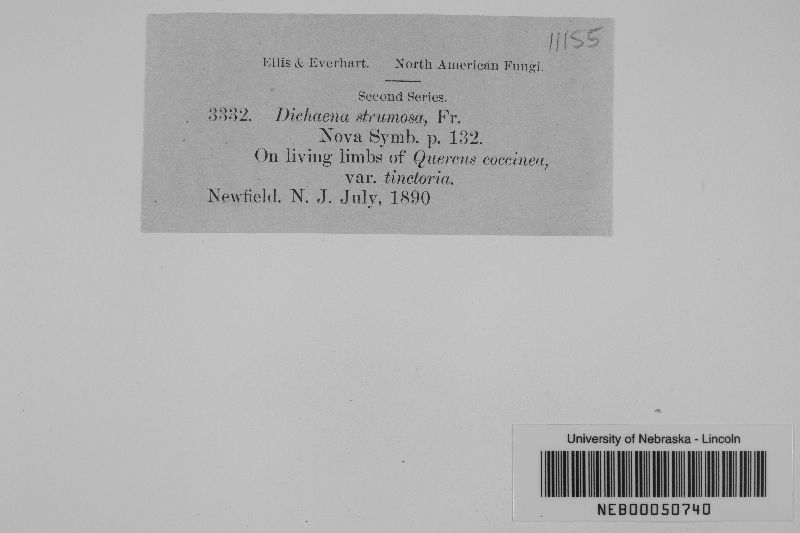 11155
Ellis & Everhart. North American Fungi.
Second Series.
3332. Dichaena strumosa, Fr.
Nova Symb. p. 132.
On living limbs of Quercus coccinea,
var. tinctoria.
Newfield. N. J. July, 1890
University of Nebraska - Lincoln
NEB00050740